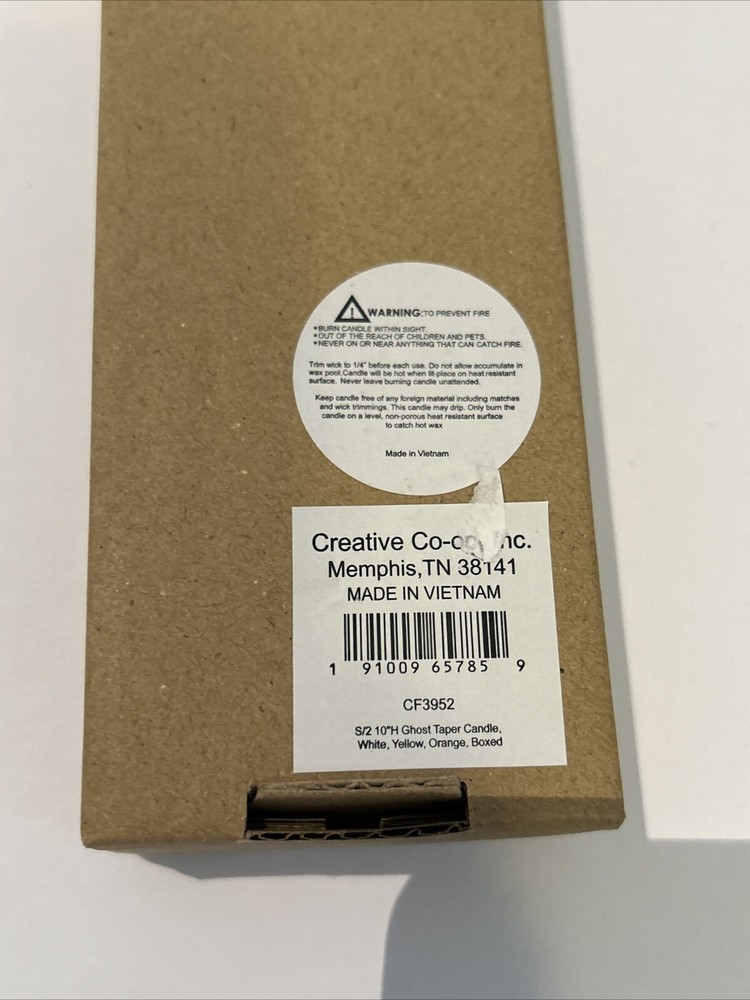 WARNING:TO PREVENT FIRE
•BURN CANDLE WITHIN SIGHT.
•OUT OF THE REACH OF CHILDREN AND PETS.
•NEVER ON OR NEAR ANYTHING THAT CAN CATCH FIRE.
Trim wick to 1/4" before each use. Do not allow accumulate in
wax pool.Candle will be hot when lit-place on heat resistant
surface. Never leave burning candle unattended.
Keep candle free of any foreign material including matches
and wick trimmings. This candle may drip. Only burn the
candle on a level, non-porous heat resistant surface
to catch hot wax
Made in Vietnam
Creative Co-op, Inc.
Memphis,TN 38141
MADE IN VIETNAM
1 91009 65785 9
CF3952
S/2 10"H Ghost Taper Candle,
White, Yellow, Orange, Boxed